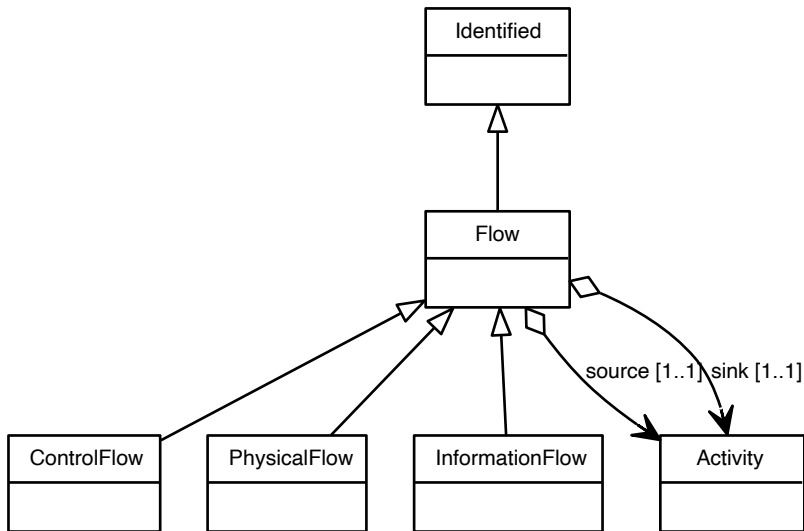 Identified
Flow
source [1..1]
sink [1..1]
ControlFlow
PhysicalFlow
InformationFlow
Activity